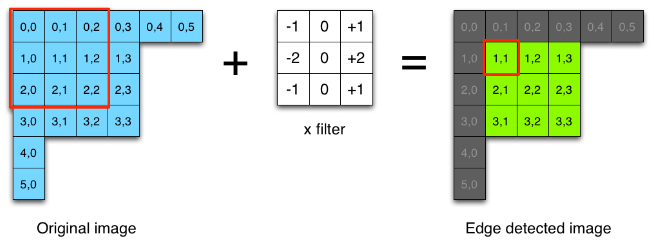 0,0 0,1 0,2 0,3 0,4 0,5
1,0 1,1 1,2 1,3
2,0 2,1 2,2 2,3
3,0 3,1 3,2 3,3
4,0
5,0
Original image
+
-1 0 +1
-2 0 +2
-1 0 +1
x filter
=
0,0 0,1 0,2 0,3 0,4 0,5
1,0 1,1 1,2 1,3
2,0 2,1 2,2 2,3
3,0 3,1 3,2 3,3
4,0
5,0
Edge detected image